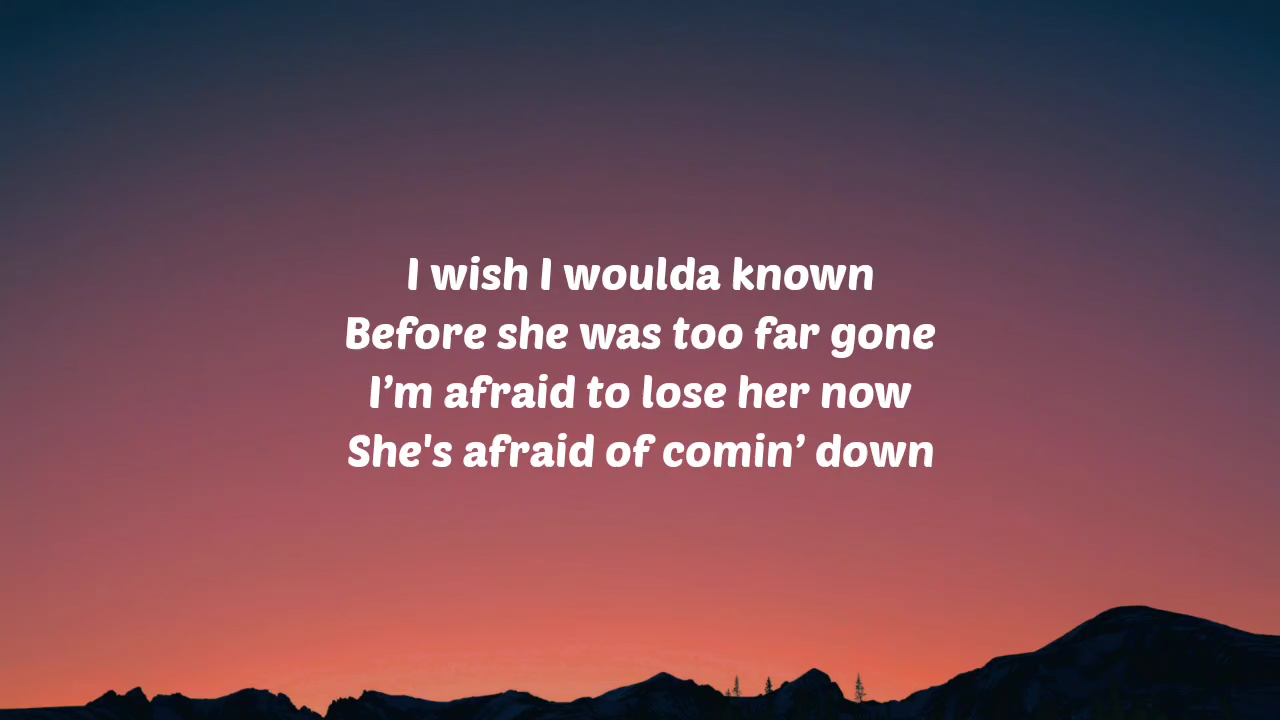 I wish I woulda known
Before she was too far gone
I’m afraid to lose her now
She's afraid of comin’ down